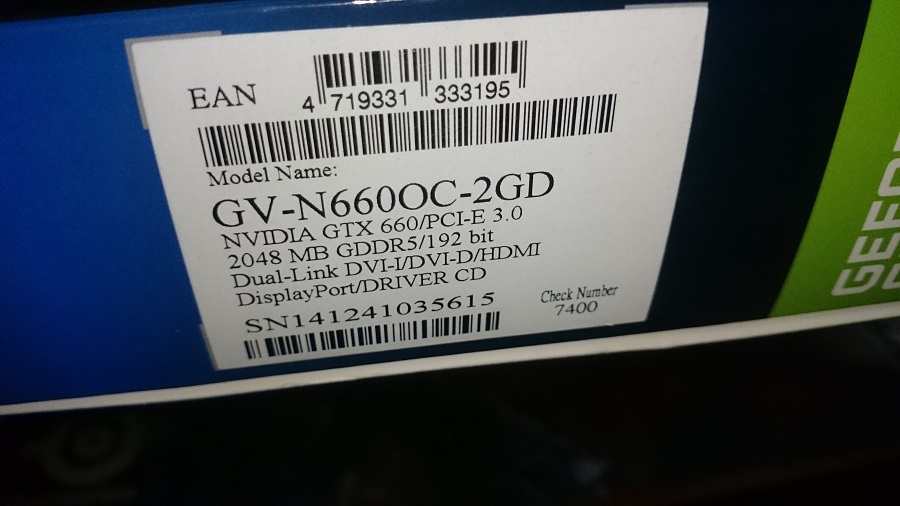 EAN
4 719331 333195
Model Name:
GV-N660OC-2GD
NVIDIA GTX 660/PCI-E 3.0
2048 MB GDDR5/192 bit
Dual-Link DVI-I/DVI-D/HDMI
DisplayPort/DRIVER CD
SN141241035615
Check Number
7400